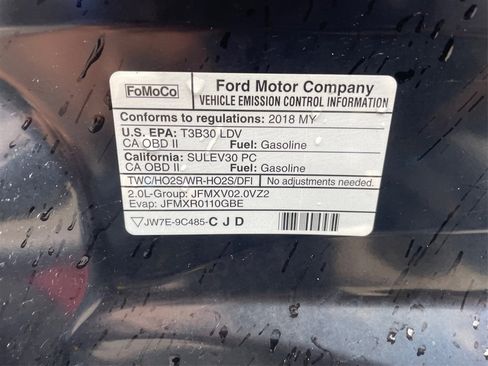 FoMoCo
Ford Motor Company
VEHICLE EMISSION CONTROL INFORMATION
Conforms to regulations: 2018 MY
U.S. EPA: T3B30 LDV
CA OBD II Fuel: Gasoline
California: SULEV30 PC
CA OBD II Fuel: Gasoline
TWC/HO2S/WR-HO2S/DFI No adjustments needed.
2.0L-Group: JFMXV02.0VZ2
Evap: JFMXR0110GBE
JW7E-9C485-CJD